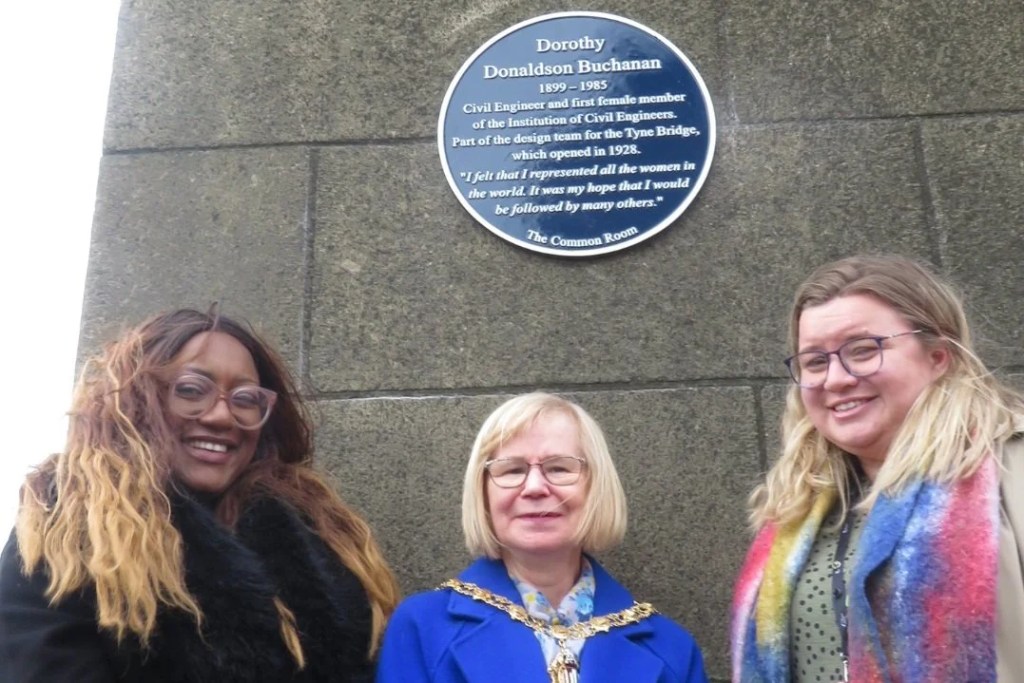 Dorothy
Donaldson Buchanan
1899 – 1985
Civil Engineer and first female member
of the Institution of Civil Engineers.
Part of the design team for the Tyne Bridge,
which opened in 1928.
"I felt that I represented all the women in
the world. It was my hope that I would
be followed by many others."
The Common Room